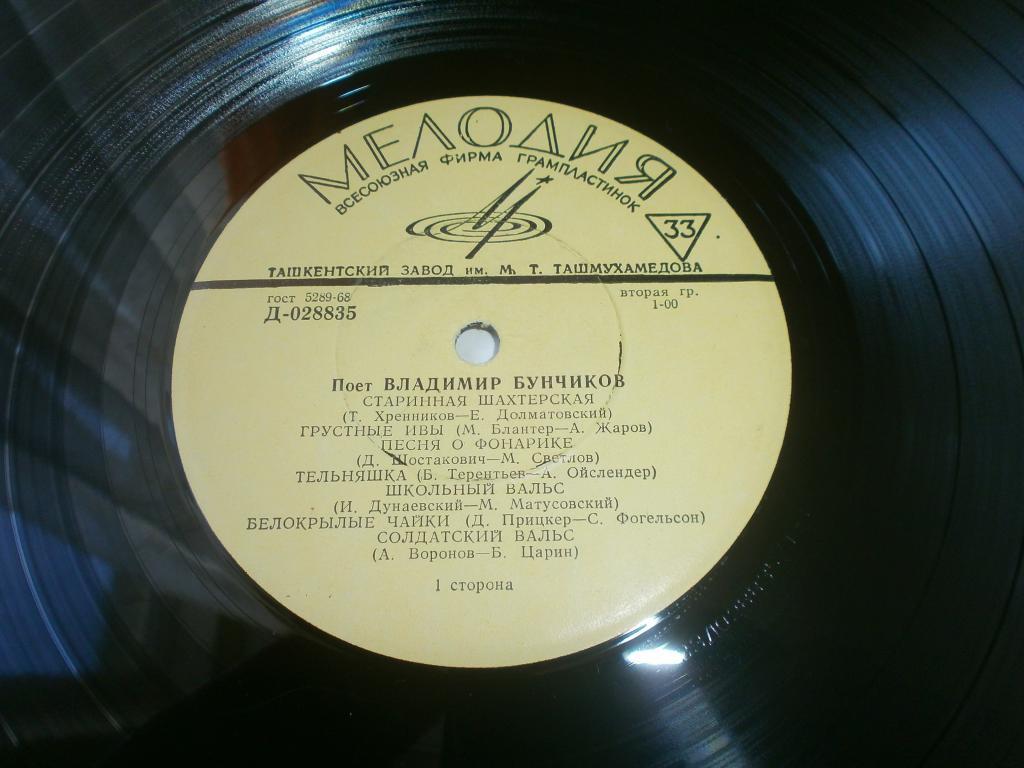 МЕЛОДИЯ
ВСЕСОЮЗНАЯ ФИРМА ГРАМПЛАСТИНОК
33
ТАШКЕНТСКИЙ ЗАВОД им. М. Т. ТАШМУХАМЕДОВА
гост 5289-68
Д-028835
вторая гр.
1-00
Поет ВЛАДИМИР БУНЧИКОВ
СТАРИННАЯ ШАХТЕРСКАЯ
(Т. Хренников—Е. Долматовский)
ГРУСТНЫЕ ИВЫ (М. Блантер—А. Жаров)
ПЕСНЯ О ФОНАРИКЕ
(Д. Шостакович—М. Светлов)
ТЕЛЬНЯШКА (Б. Терентьев—А. Ойслендер)
ШКОЛЬНЫЙ ВАЛЬС
(И. Дунаевский—М. Матусовский)
БЕЛОКРЫЛЫЕ ЧАЙКИ (Д. Прицкер—С. Фогельсон)
СОЛДАТСКИЙ ВАЛЬС
(А. Воронов—Б. Царин)
1 сторона